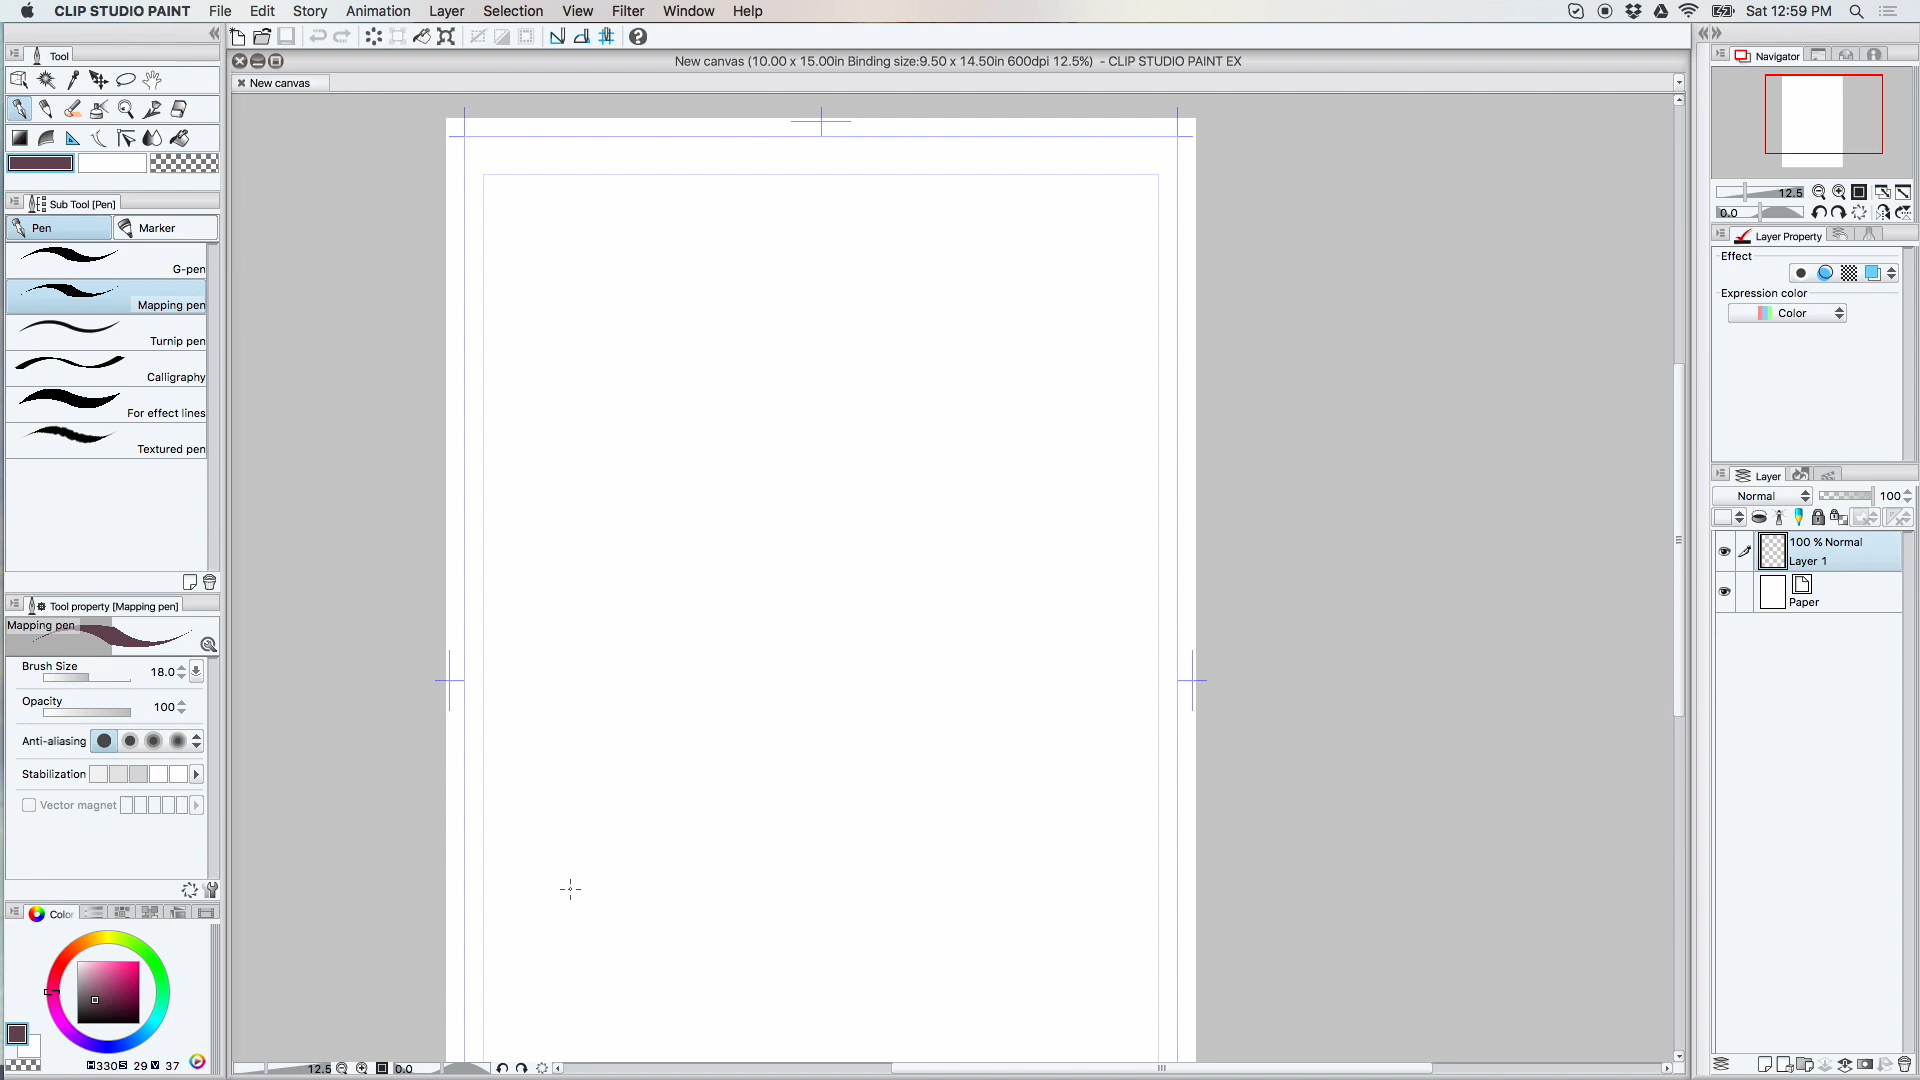 CLIP STUDIO PAINT File Edit Story Animation Layer Selection View Filter Window Help Sat 12:59 PM
Tool
New canvas (10.00 x 15.00in Binding size:9.50 x 14.50in 600dpi 12.5%) - CLIP STUDIO PAINT EX
Navigator
New canvas
12.5
0.0
Sub Tool [Pen]
Pen Marker
G-pen
Mapping pen
Turnip pen
Calligraphy
For effect lines
Textured pen
Layer Property
Effect
Expression color
Color
Layer
Normal 100
100 % Normal
Layer 1
Paper
Tool property [Mapping pen]
Mapping pen
Brush Size 18.0
Opacity 100
Anti-aliasing
Stabilization
Vector magnet
Color
H330 S 29 V 37
12.5 0.0